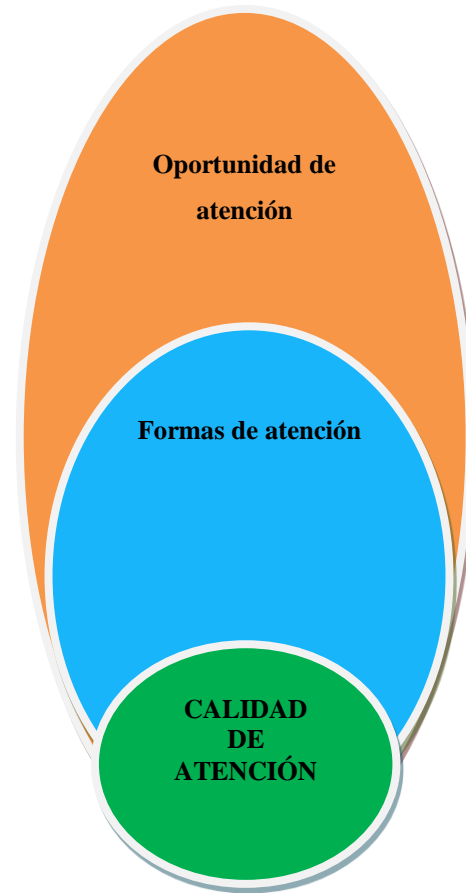 Oportunidad de
atención
Formas de atención
CALIDAD
DE
ATENCIÓN